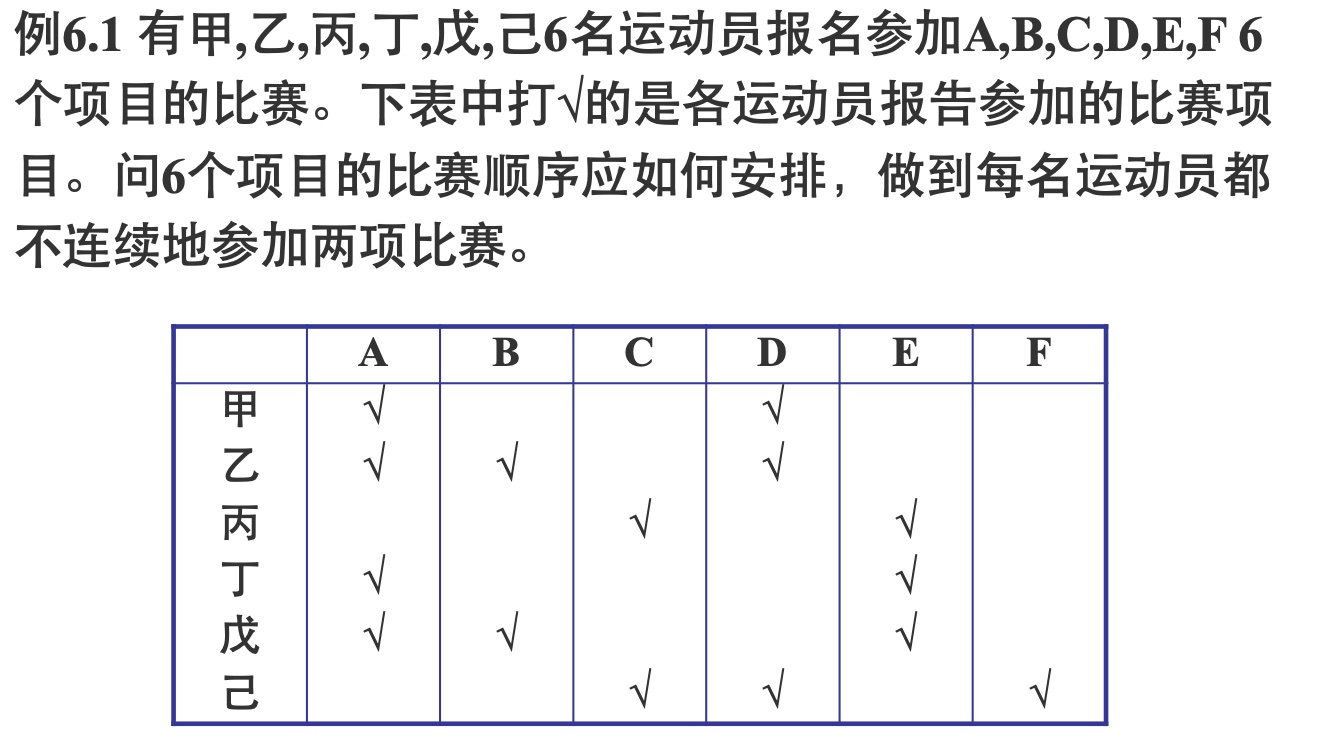 例6.1 有甲,乙,丙,丁,戊,己6名运动员报名参加A,B,C,D,E,F 6
个项目的比赛。下表中打√的是各运动员报告参加的比赛项
目。问6个项目的比赛顺序应如何安排，做到每名运动员都
不连续地参加两项比赛。
A B C D E F
甲 √ √
乙 √ √ √
丙 √ √
丁 √ √
戊 √ √ √
己 √ √ √